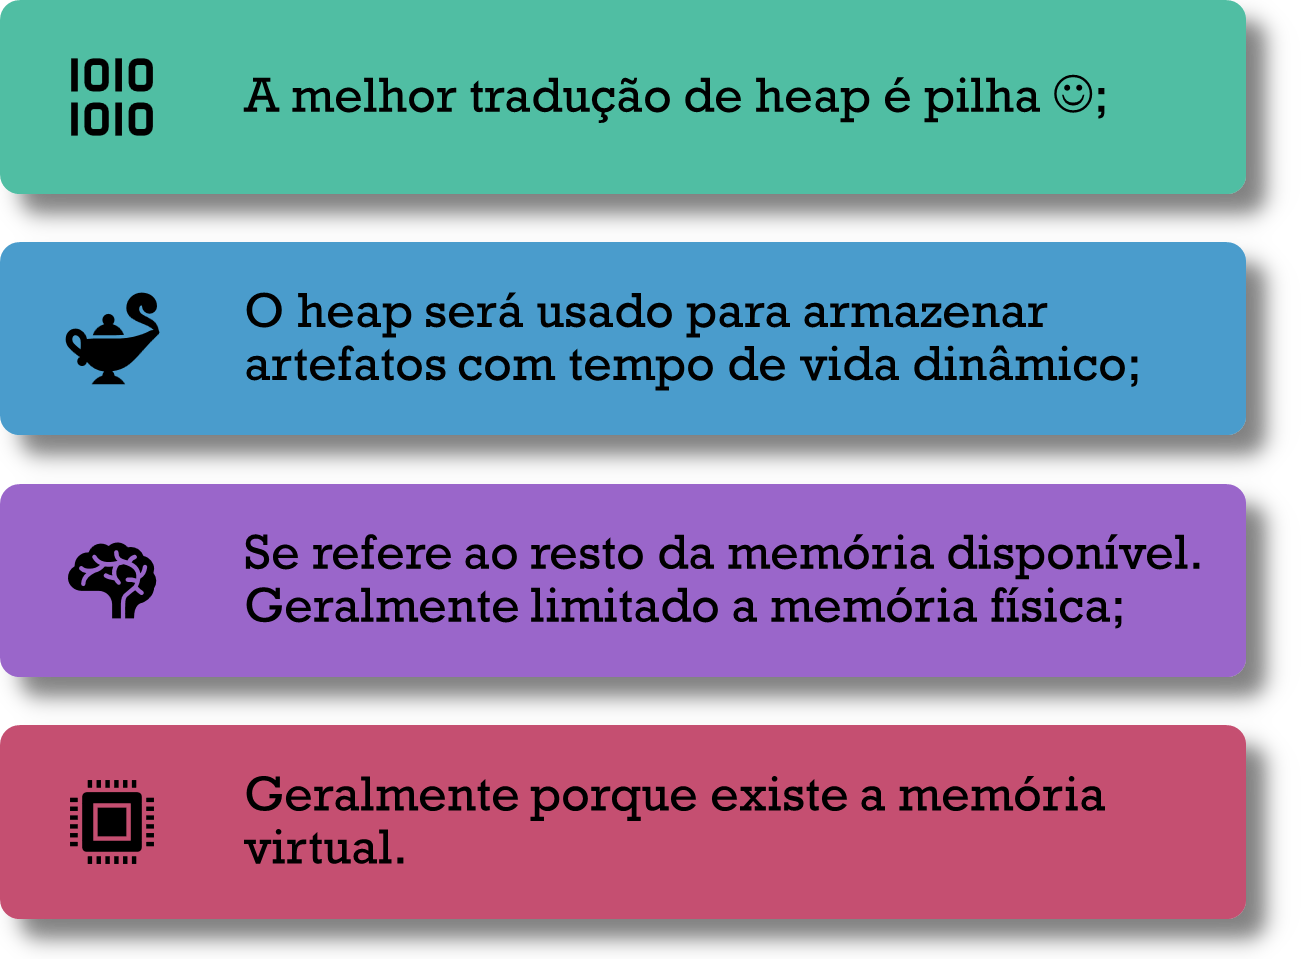 1010
1010
A melhor tradução de heap é pilha ☺;
O heap será usado para armazenar
artefatos com tempo de vida dinâmico;
Se refere ao resto da memória disponível.
Geralmente limitado a memória física;
Geralmente porque existe a memória
virtual.